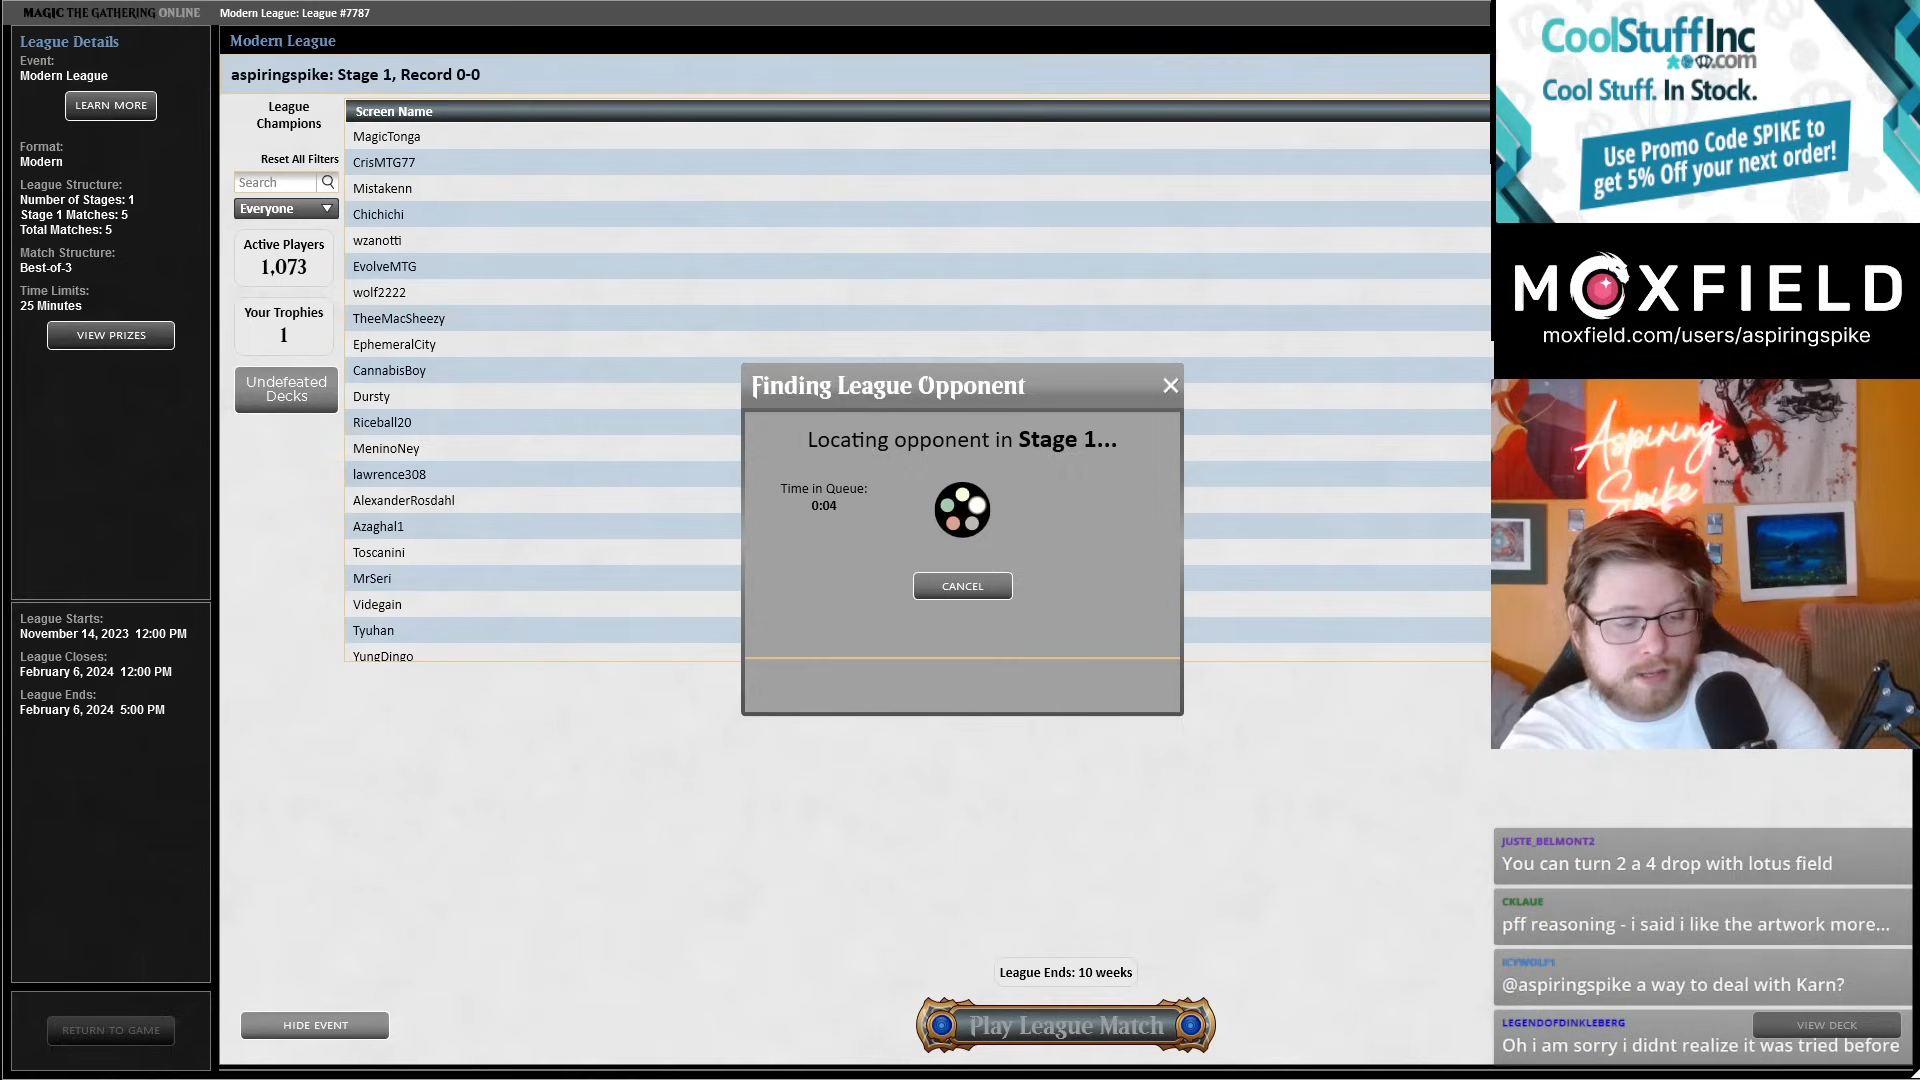 MAGIC THE GATHERING ONLINE
Modern League: League #7787
League Details
Event:
Modern League
LEARN MORE
Format:
Modern
League Structure:
Number of Stages: 1
Stage 1 Matches: 5
Total Matches: 5
Match Structure:
Best-of-3
Time Limits:
25 Minutes
VIEW PRIZES
League Starts:
November 14, 2023 12:00 PM
League Closes:
February 6, 2024 12:00 PM
League Ends:
February 6, 2024 5:00 PM
RETURN TO GAME
Modern League
aspiringspike: Stage 1, Record 0-0
League
Champions
Reset All Filters
Search
Everyone
Active Players
1,073
Your Trophies
1
Undefeated
Decks
Screen Name
MagicTonga
CrisMTG77
Mistakenn
Chichichi
wzanotti
EvolveMTG
wolf2222
TheeMacSheezy
EphemeralCity
CannabisBoy
Dursty
Riceball20
MeninoNey
lawrence308
AlexanderRosdahl
Azaghal1
Toscanini
MrSeri
Videgain
Tyuhan
YungDingo
Finding League Opponent
Locating opponent in Stage 1...
Time in Queue:
0:04
CANCEL
League Ends: 10 weeks
HIDE EVENT
Play League Match
CoolStuffInc
.com
Cool Stuff. In Stock.
Use Promo Code SPIKE to
get 5% Off your next order!
MOXFIELD
moxfield.com/users/aspiringspike
Aspiring
Spike
JUSTE_BELMONT2
You can turn 2 a 4 drop with lotus field
CKLAUE
pff reasoning - i said i like the artwork more...
ICYWOLF1
@aspiringspike a way to deal with Karn?
LEGENDOFDINKLEBERG
VIEW DECK
Oh i am sorry i didnt realize it was tried before